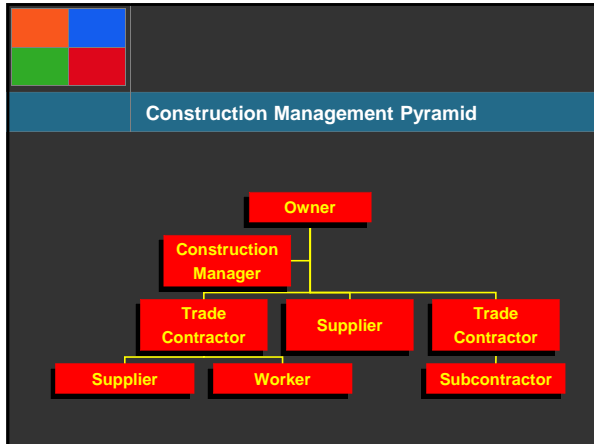 Construction Management Pyramid
Owner
Construction
Manager
Trade
Contractor
Supplier
Trade
Contractor
Supplier
Worker
Subcontractor